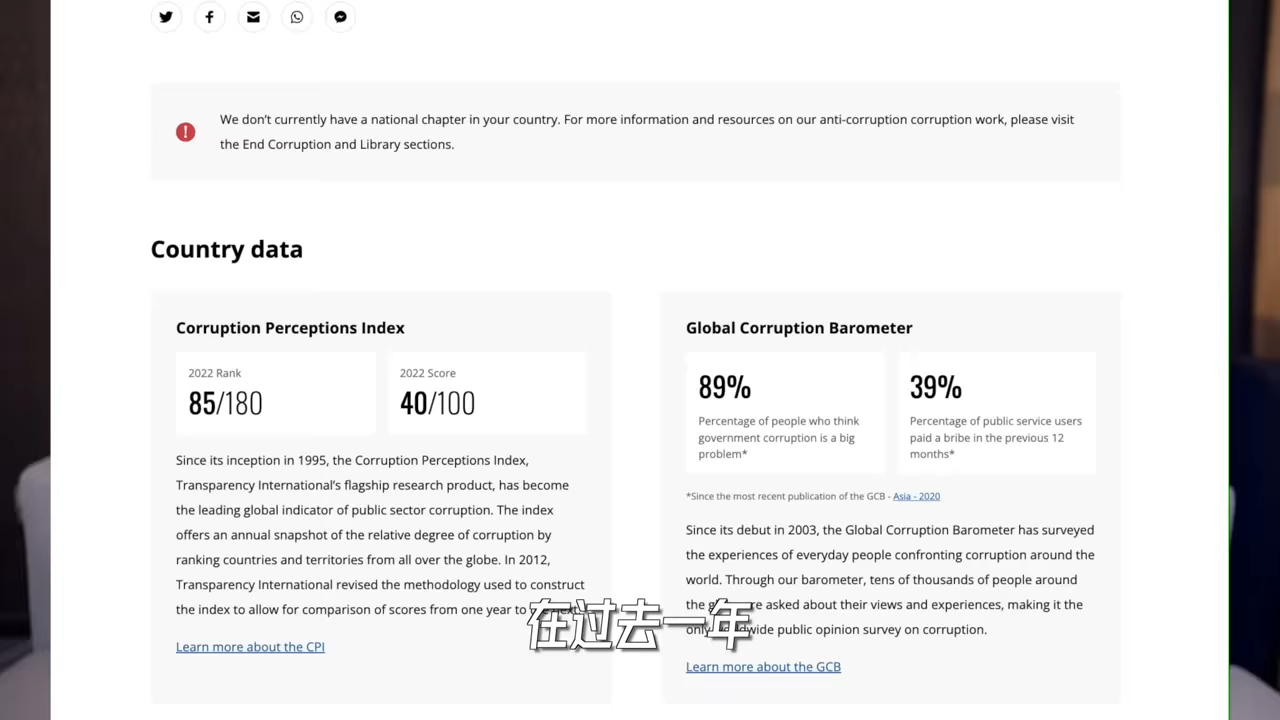 We don't currently have a national chapter in your country. For more information and resources on our anti-corruption corruption work, please visit
the End Corruption and Library sections.
Country data
Corruption Perceptions Index
2022 Rank
85/180
2022 Score
40/100
Since its inception in 1995, the Corruption Perceptions Index,
Transparency International's flagship research product, has become
the leading global indicator of public sector corruption. The index
offers an annual snapshot of the relative degree of corruption by
ranking countries and territories from all over the globe. In 2012,
Transparency International revised the methodology used to construct
the index to allow for comparison of scores from one year to
Learn more about the CPI
Global Corruption Barometer
89%
Percentage of people who think
government corruption is a big
problem*
39%
Percentage of public service users
paid a bribe in the previous 12
months*
*Since the most recent publication of the GCB - Asia - 2020
Since its debut in 2003, the Global Corruption Barometer has surveyed
the experiences of everyday people confronting corruption around the
world. Through our barometer, tens of thousands of people around
the asked about their views and experiences, making it the
only public opinion survey on corruption.
Learn more about the GCB
在过去一年